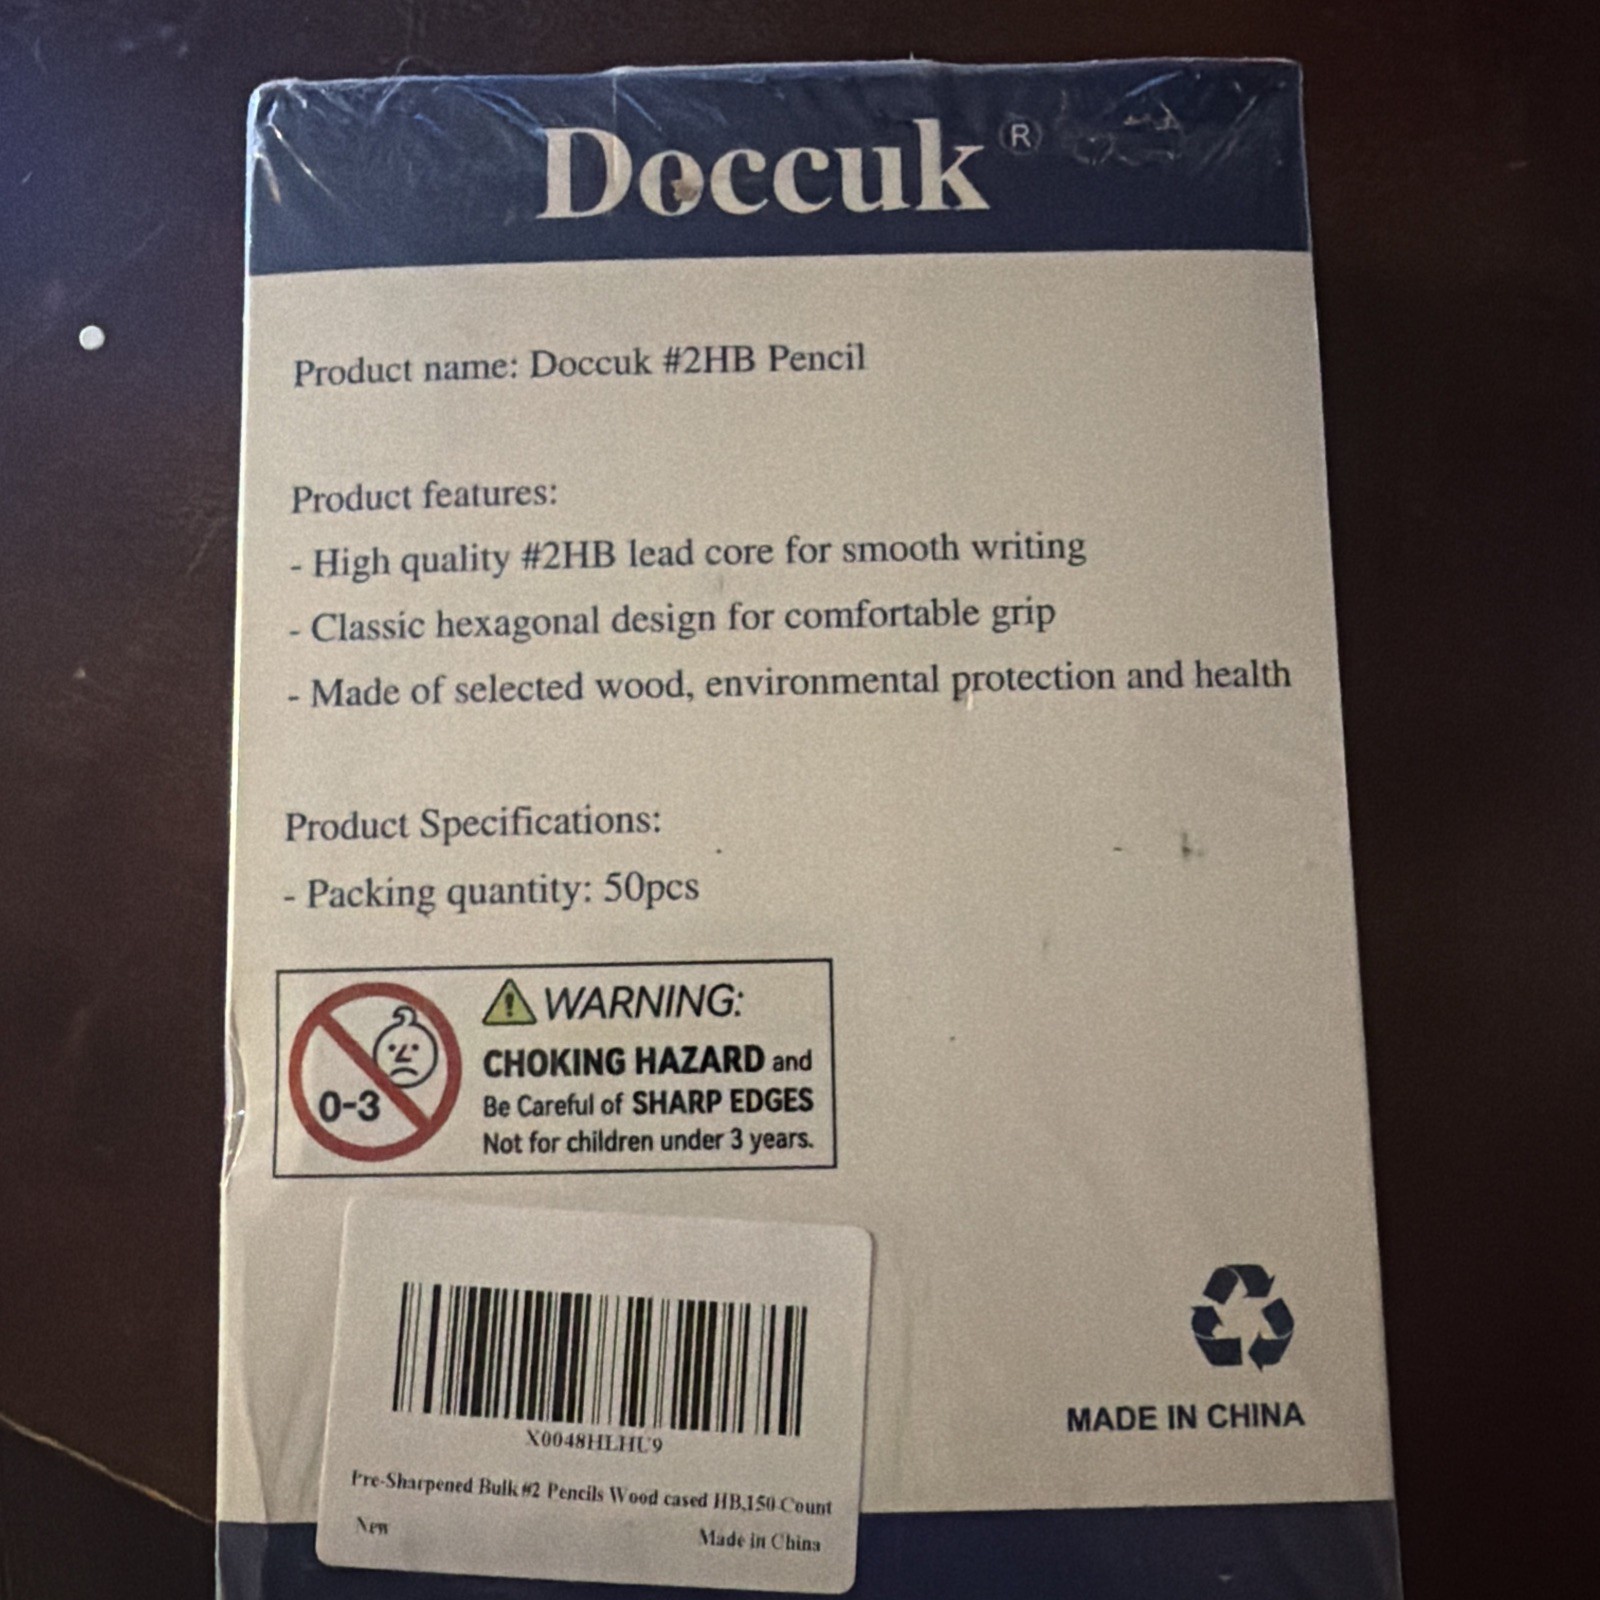 Doccuk®
Product name: Doccuk #2HB Pencil
Product features:
- High quality #2HB lead core for smooth writing
- Classic hexagonal design for comfortable grip
- Made of selected wood, environmental protection and health
Product Specifications:
- Packing quantity: 50pcs
WARNING:
CHOKING HAZARD and
Be Careful of SHARP EDGES
Not for children under 3 years.
0-3
X0048HLHU9
Pre-Sharpened Bulk #2 Pencils Wood cased HB,150 Count
New Made in China
MADE IN CHINA